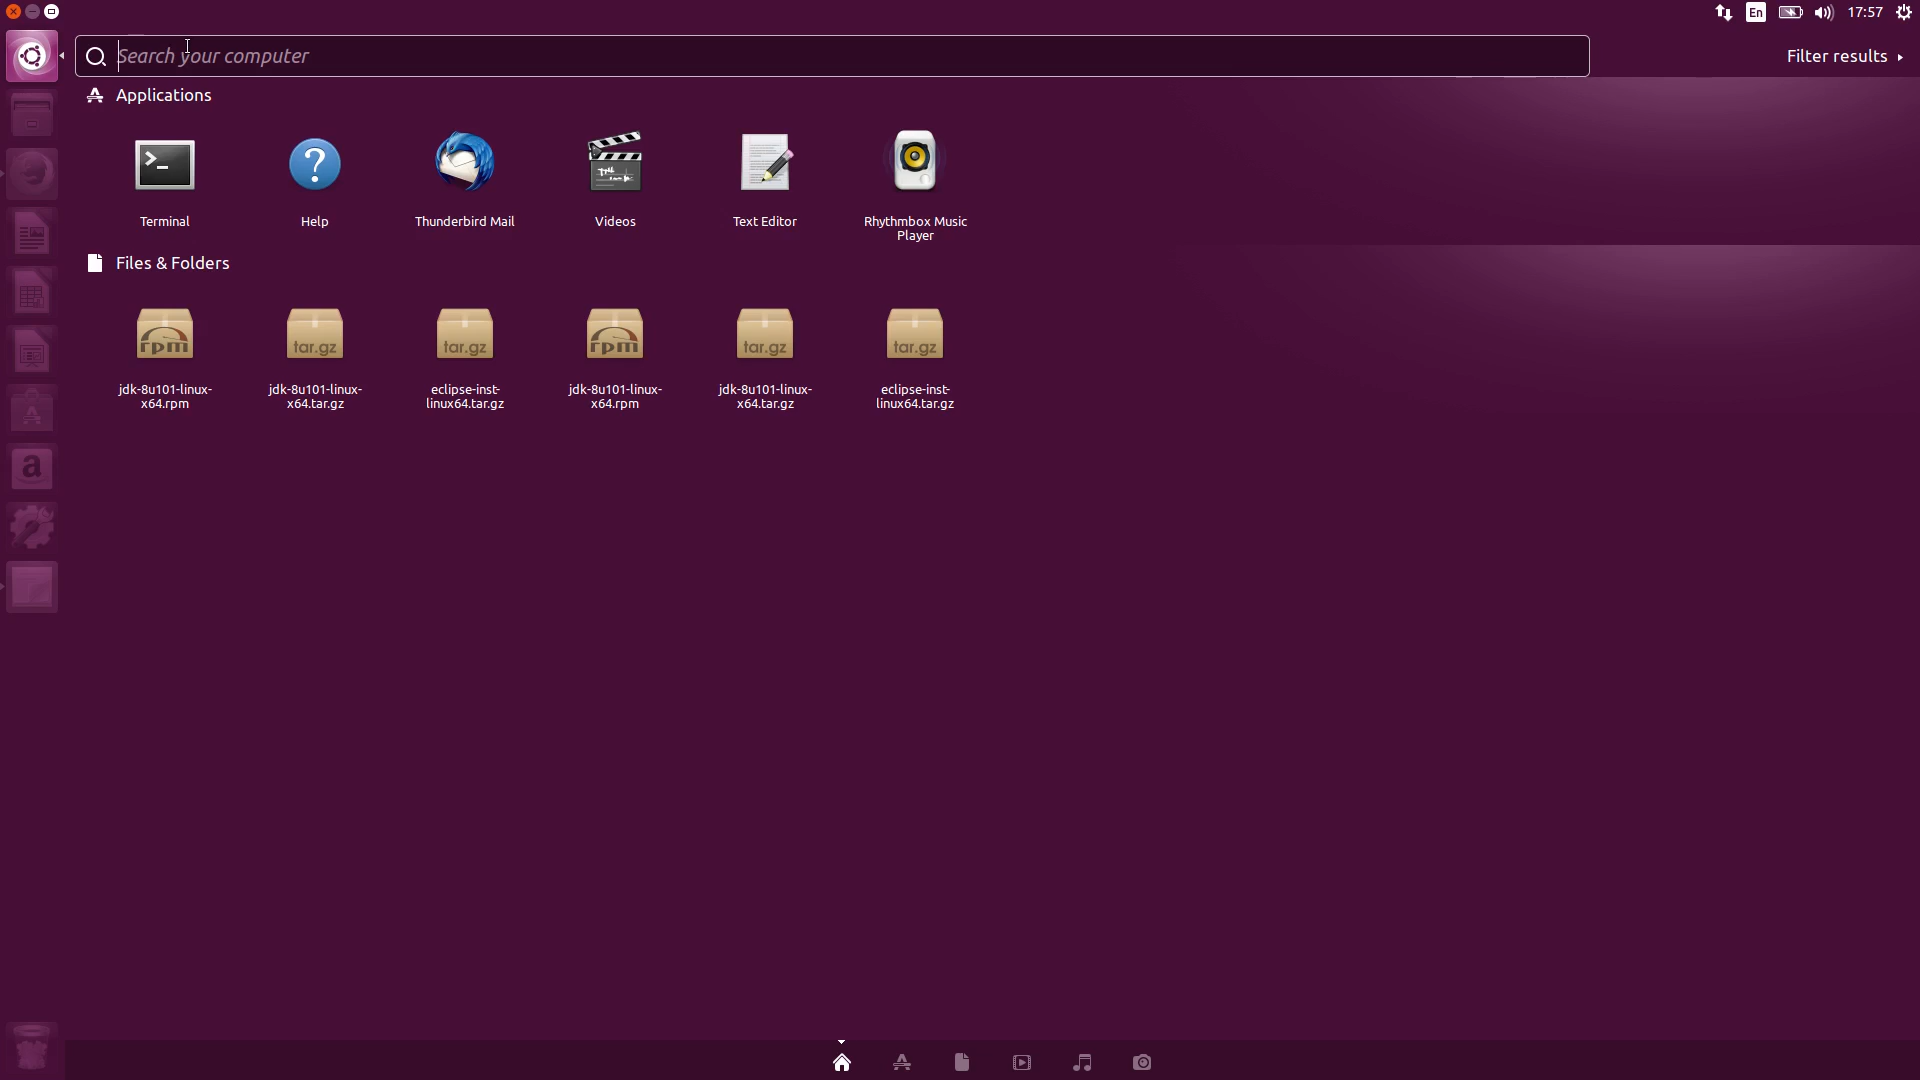 En 17:57
Search your computer
Filter results
Applications
Terminal
Help
Thunderbird Mail
Videos
Text Editor
Rhythmbox Music
Player
Files & Folders
rpm
tar.gz
tar.gz
rpm
tar.gz
tar.gz
jdk-8u101-linux-
x64.rpm
jdk-8u101-linux-
x64.tar.gz
eclipse-inst-
linux64.tar.gz
jdk-8u101-linux-
x64.rpm
jdk-8u101-linux-
x64.tar.gz
eclipse-inst-
linux64.tar.gz
a